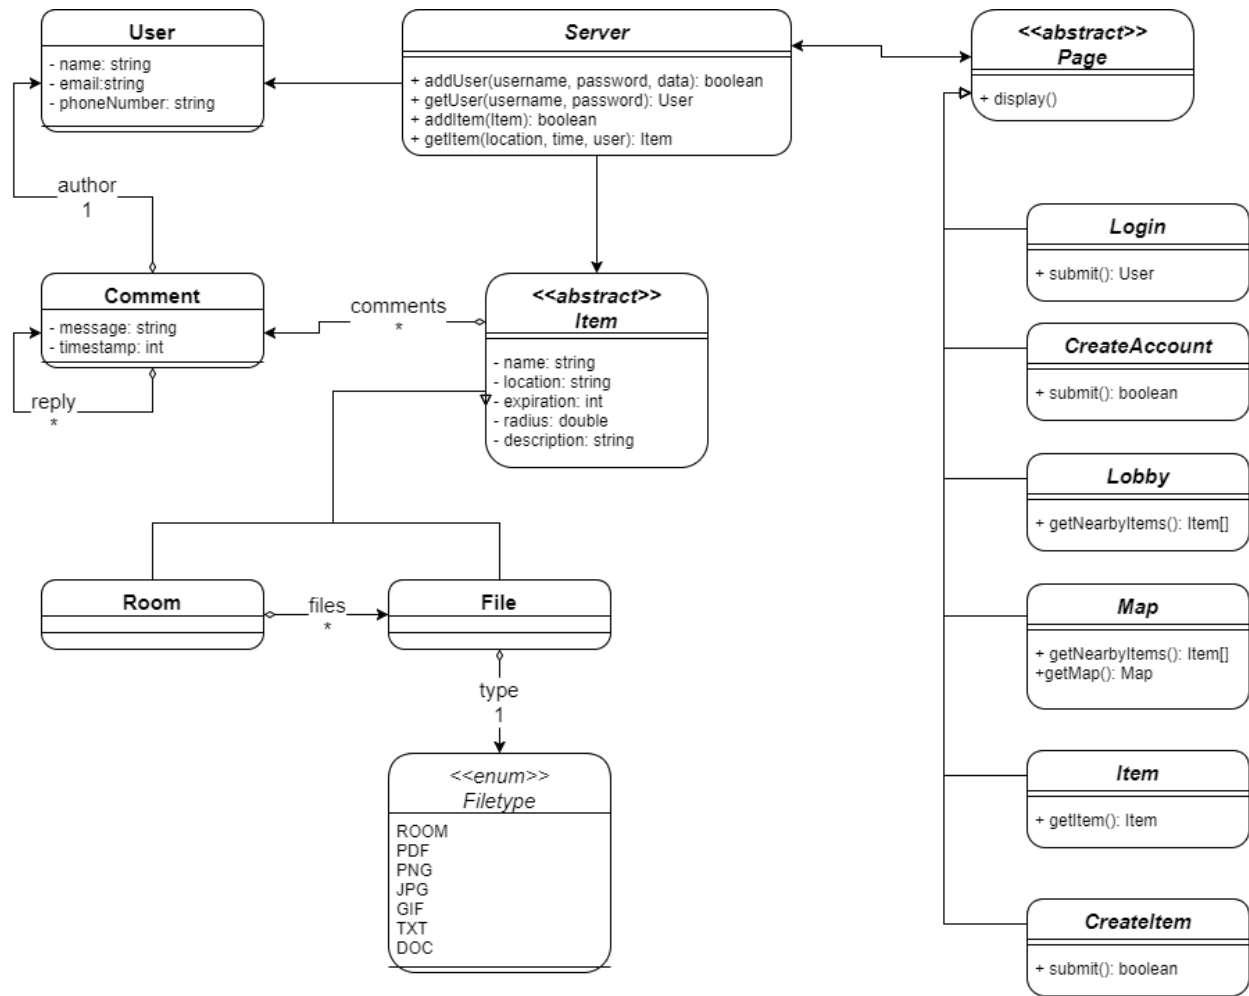 User
- name: string
- email:string
- phoneNumber: string
Server
+ addUser(username, password, data): boolean
+ getUser(username, password): User
+ addItem(Item): boolean
+ getItem(location, time, user): Item
<<abstract>>
Page
+ display()
author
1
Comment
- message: string
- timestamp: int
reply
*
comments
*
<<abstract>>
Item
- name: string
- location: string
- expiration: int
- radius: double
- description: string
Room
files
*
File
type
1
<<enum>>
Filetype
ROOM
PDF
PNG
JPG
GIF
TXT
DOC
Login
+ submit(): User
CreateAccount
+ submit(): boolean
Lobby
+ getNearbyItems(): Item[]
Map
+ getNearbyItems(): Item[]
+getMap(): Map
Item
+ getItem(): Item
CreateItem
+ submit(): boolean